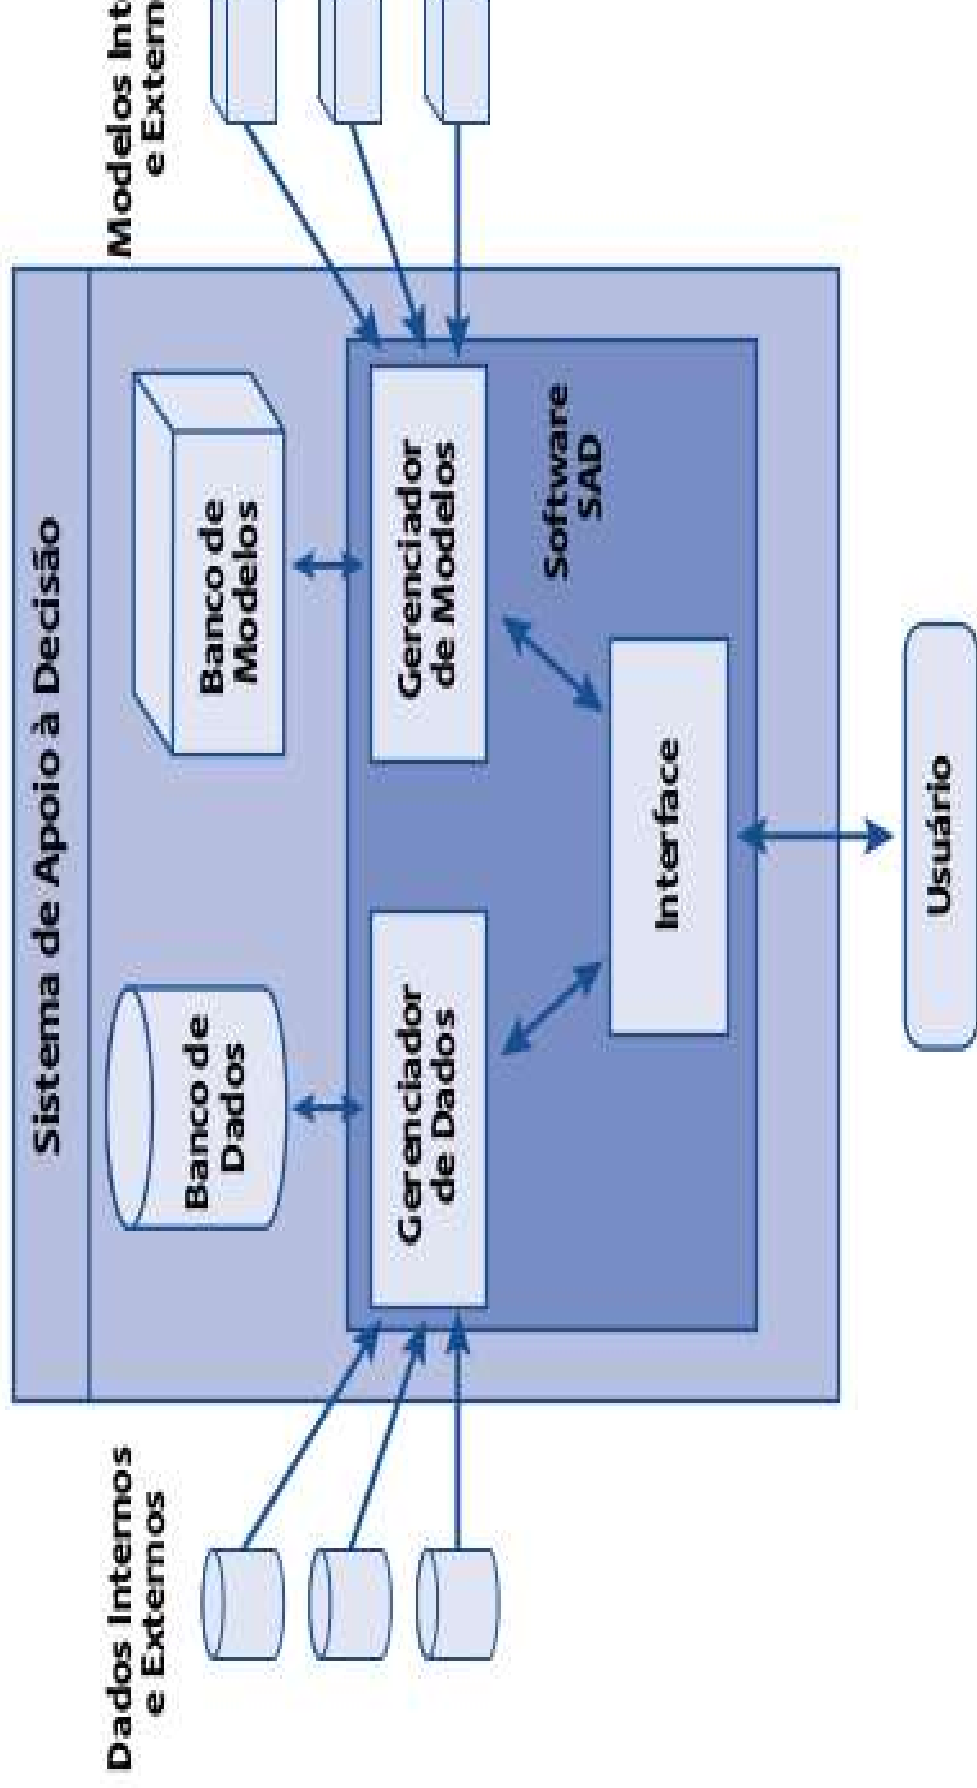 Sistema de Apoio à Decisão
Dados Internos
e Externos
Banco de
Dados
Banco de
Modelos
Modelos
Gerenciador
de Dados
Gerenciador
de Modelos
Software
SAD
Interface
Usuário